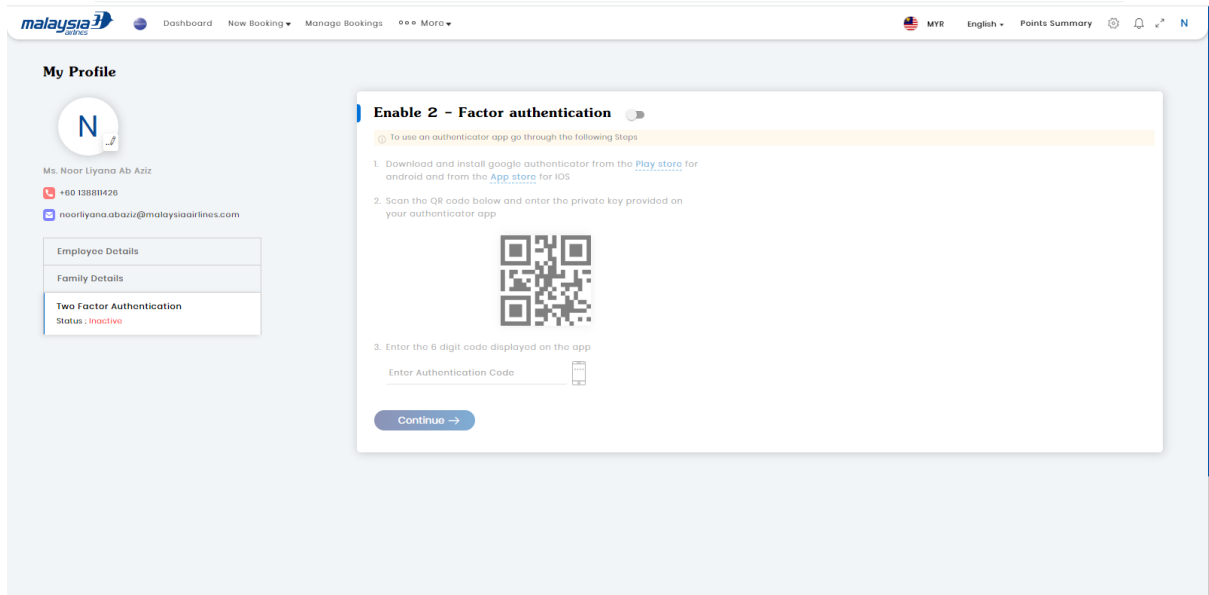 malaysia
airlines
Dashboard New Booking Manage Bookings More
MYR English Points Summary N
My Profile
N
Ms. Noor Liyana Ab Aziz
+60 138811426
noorliyana.abaziz@malaysiaairlines.com
Employee Details
Family Details
Two Factor Authentication
Status : Inactive
Enable 2 - Factor authentication
To use an authenticator app go through the following Steps
1. Download and install google authenticator from the Play store for
android and from the App store for IOS
2. Scan the QR code below and enter the private key provided on
your authenticator app
3. Enter the 6 digit code displayed on the app
Enter Authentication Code
Continue →